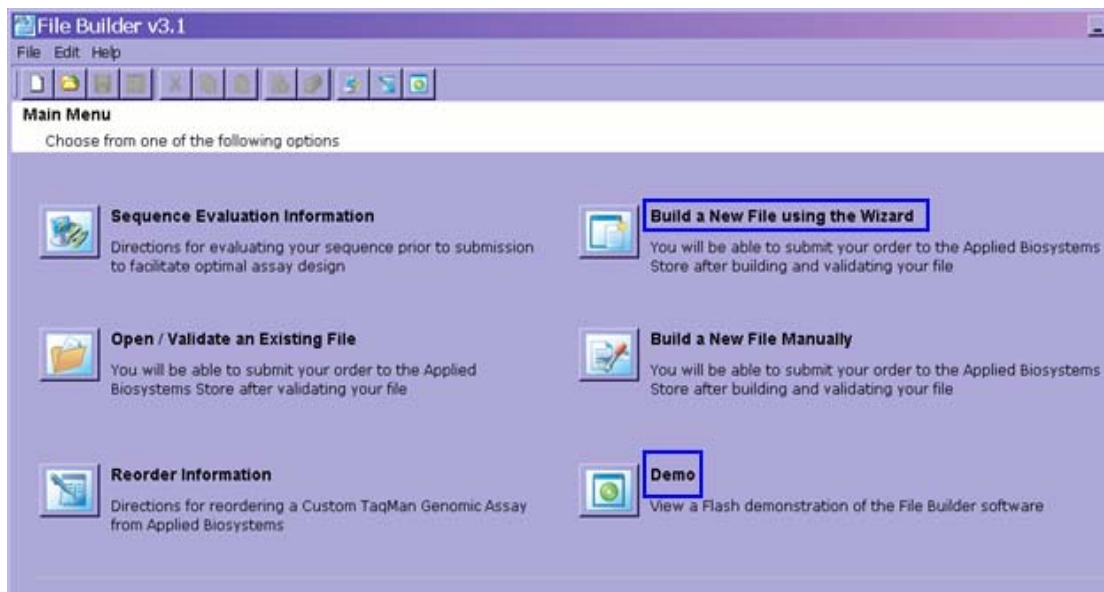 File Builder v3.1
File Edit Help
Main Menu
Choose from one of the following options
Sequence Evaluation Information
Directions for evaluating your sequence prior to submission
to facilitate optimal assay design
Build a New File using the Wizard
You will be able to submit your order to the Applied Biosystems
Store after building and validating your file
Open / Validate an Existing File
You will be able to submit your order to the Applied
Biosystems Store after validating your file
Build a New File Manually
You will be able to submit your order to the Applied Biosystems
Store after building and validating your file
Reorder Information
Directions for reordering a Custom TaqMan Genomic Assay
from Applied Biosystems
Demo
View a Flash demonstration of the File Builder software